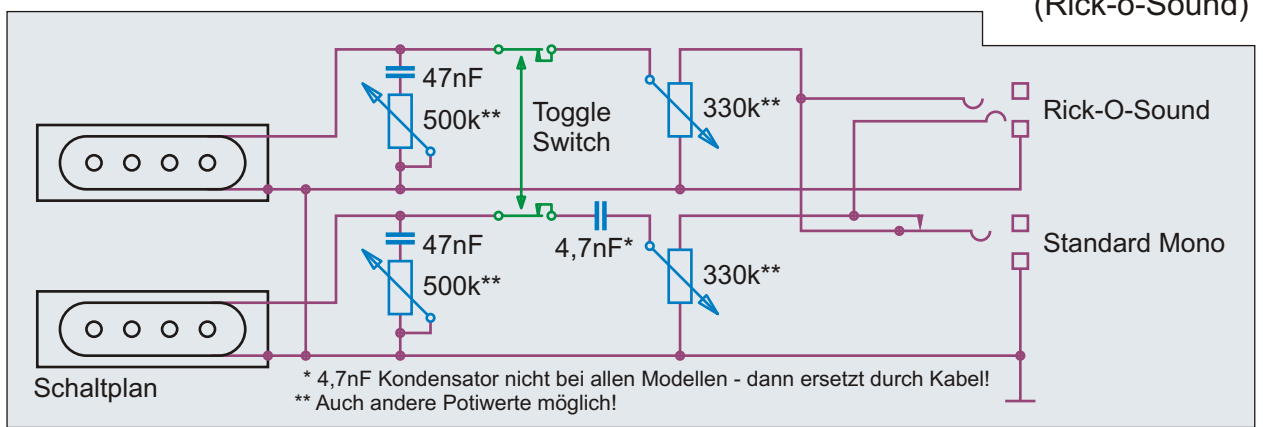 (Rick-o-Sound)
47nF
500k**
Toggle
Switch
330k**
Rick-O-Sound
47nF
500k**
4,7nF*
330k**
Standard Mono
Schaltplan
* 4,7nF Kondensator nicht bei allen Modellen - dann ersetzt durch Kabel!
** Auch andere Potiwerte möglich!